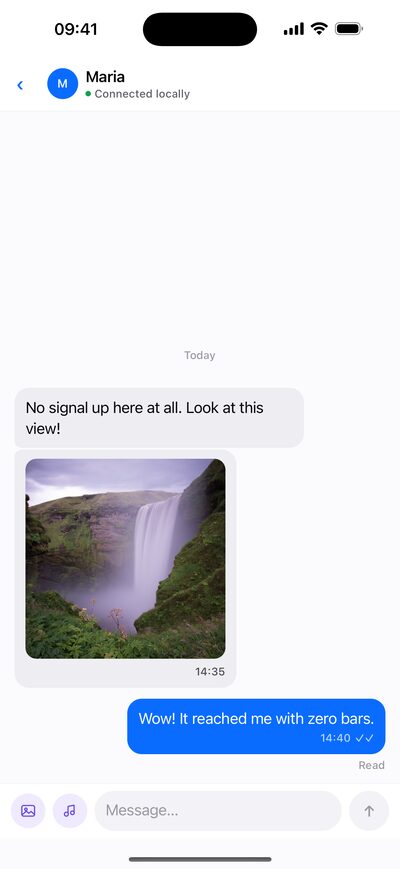 09:41
‹
M
Maria
Connected locally
Today
No signal up here at all. Look at this
view!
14:35
Wow! It reached me with zero bars.
14:40 ✓✓
Read
Message...